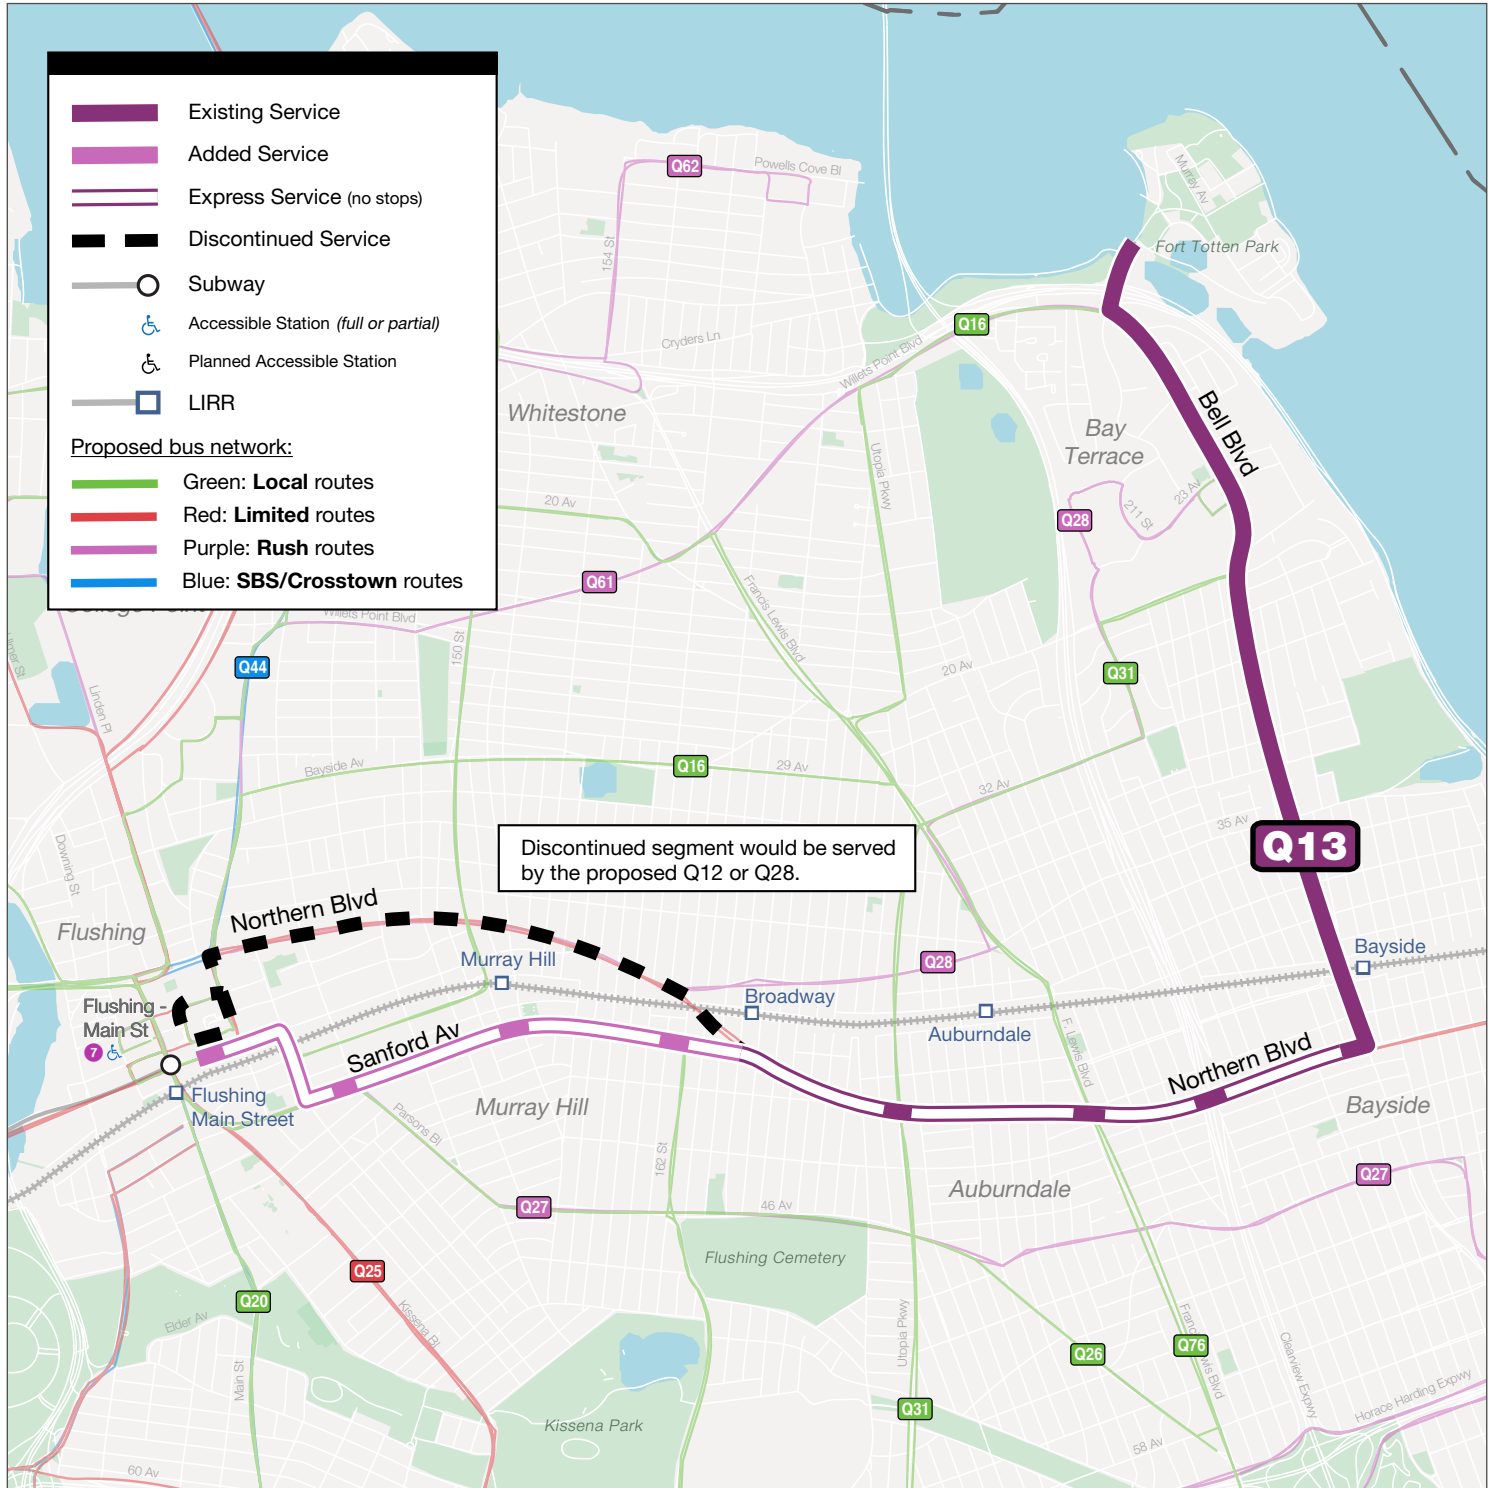 Existing Service
Added Service
Express Service (no stops)
Discontinued Service
Subway
Accessible Station (full or partial)
Planned Accessible Station
LIRR
Proposed bus network:
Green: Local routes
Red: Limited routes
Purple: Rush routes
Blue: SBS/Crosstown routes
Q62
Powells Cove Bl
154 St
Murray Av
Fort Totten Park
Q16
Cryders Ln
Willets Point Blvd
Whitestone
Bay
Terrace
Bell Blvd
Utopia Pkwy
20 Av
Q28
211 St
23 Av
Q61
Francis Lewis Blvd
Willets Point Blvd
150 St
Q44
Linden Pl
20 Av
Q31
Bayside Av
Q16
29 Av
32 Av
35 Av
Q13
Discontinued segment would be served
by the proposed Q12 or Q28.
Downing St
Northern Blvd
Flushing
Murray Hill
Q28
Bayside
Broadway
Auburndale
Flushing -
Main St
7
Sanford Av
F. Lewis Blvd
Northern Blvd
Flushing
Main Street
Parsons Bl
Murray Hill
Bayside
162 St
Auburndale
Q27
Q27
46 Av
Flushing Cemetery
Q25
Q20
Elder Av
Kissena Bl
Main St
Utopia Pkwy
Q26
Q76
Clearview Expwy
Horace Harding Expwy
Q31
Kissena Park
58 Av
60 Av